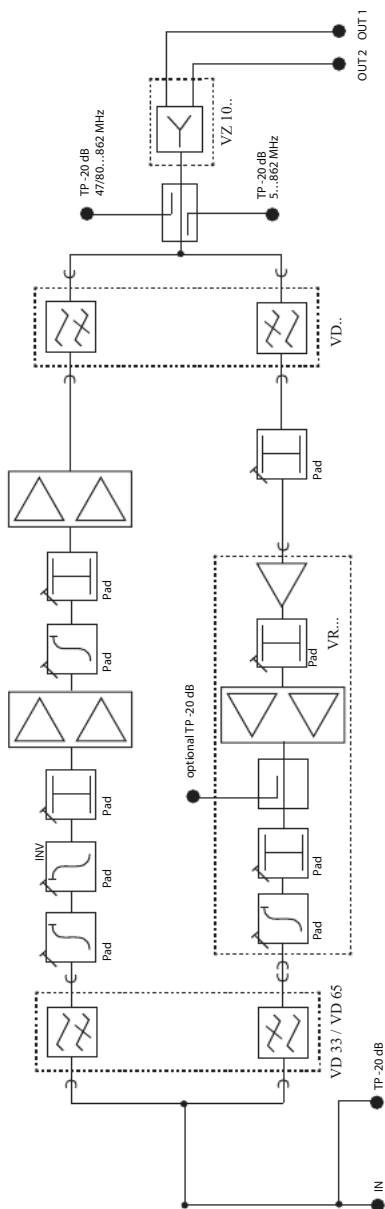 OUT 1
OUT 2
VZ 10..
TP -20 dB
47/80...862 MHz
TP -20 dB
5...862 MHz
VD..
Pad
Pad
Pad
VR...
Pad
optional TP -20 dB
Pad
INV
Pad
Pad
Pad
Pad
VD 33 / VD 65
TP -20 dB
IN